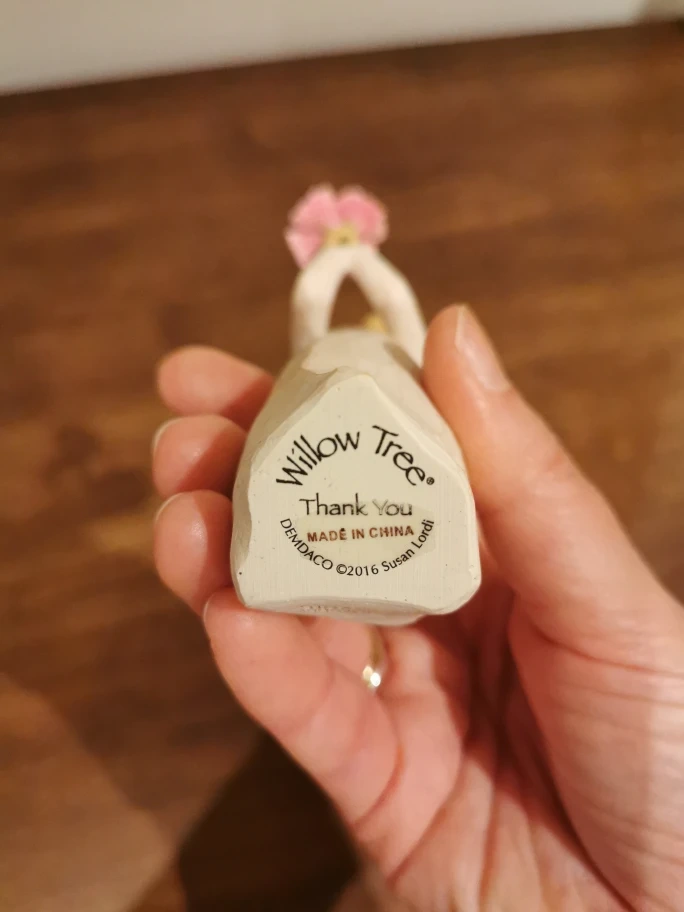 Willow Tree®
Thank You
MADE IN CHINA
DEMDACO ©2016 Susan Lordi